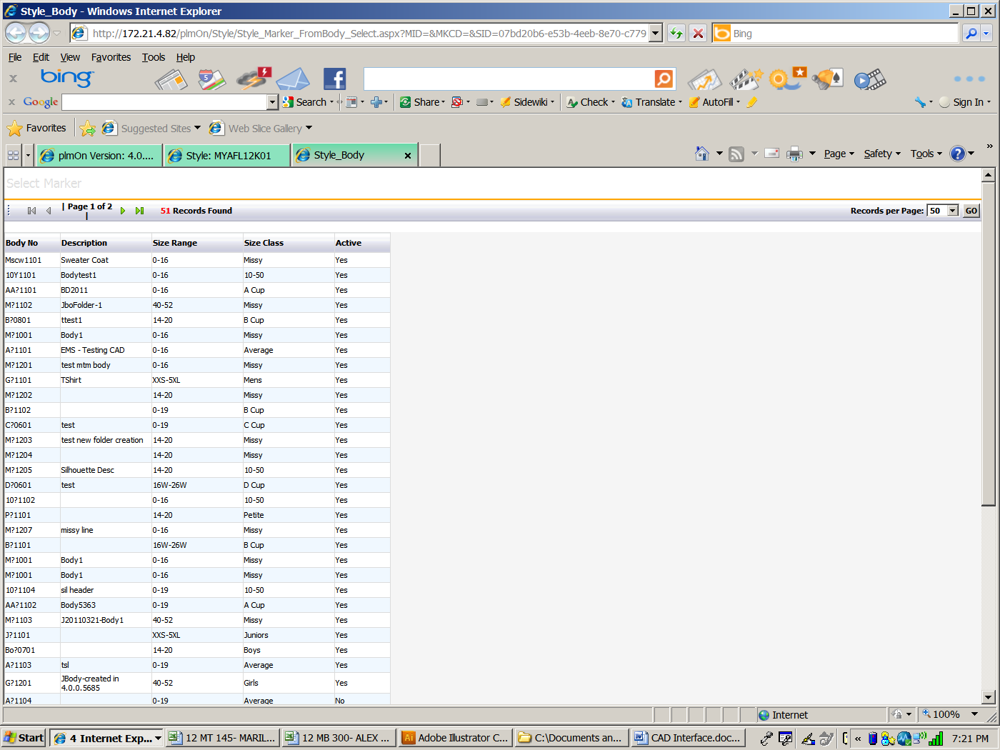 Style_Body - Windows Internet Explorer
http://172.21.4.82/plmOn/Style/Style_Marker_FromBody_Select.aspx?MID=&MKCD=&SID=07bd20b6-e53b-4eeb-8e70-c779
Bing
File Edit View Favorites Tools Help
x bing
x Google Search Share Sidewiki Check Translate AutoFill Sign In
Favorites Suggested Sites Web Slice Gallery
plmOn Version: 4.0.... Style: MYAFL12K01 Style_Body x Page Safety Tools »
Select Marker
| Page 1 of 2 | 51 Records Found Records per Page: 50 GO
Body No Description Size Range Size Class Active
Mscw1101 Sweater Coat 0-16 Missy Yes
10Y1101 Bodytest1 0-16 10-50 Yes
AA?1101 BD2011 0-16 A Cup Yes
M?1102 JboFolder-1 40-52 Missy Yes
B?0801 ttest1 14-20 B Cup Yes
M?1001 Body1 0-16 Missy Yes
A?1101 EMS - Testing CAD 0-16 Average Yes
M?1201 test mtm body 0-16 Missy Yes
G?1101 TShirt XXS-5XL Mens Yes
M?1202 14-20 Missy Yes
B?1102 0-19 B Cup Yes
C?0601 test 0-19 C Cup Yes
M?1203 test new folder creation 14-20 Missy Yes
M?1204 14-20 Missy Yes
M?1205 Silhouette Desc 14-20 10-50 Yes
D?0601 test 16W-26W D Cup Yes
10?1102 0-16 10-50 Yes
P?1101 14-20 Petite Yes
M?1207 missy line 0-16 Missy Yes
B?1101 16W-26W B Cup Yes
M?1001 Body1 0-16 Missy Yes
M?1001 Body1 0-16 Missy Yes
10?1104 sil header 0-19 10-50 Yes
AA?1102 Body5363 0-19 A Cup Yes
M?1103 J20110321-Body1 40-52 Missy Yes
J?1101 XXS-5XL Juniors Yes
Bo?0701 14-20 Boys Yes
A?1103 tsl 0-19 Average Yes
G?1201 JBody-created in 4.0.0.5685 40-52 Girls Yes
A?1104 0-19 Average No
Internet 100%
Start 4 Internet Exp... 12 MT 145- MARIL... 12 MB 300- ALEX ... Adobe Illustrator C... C:\Documents an... CAD Interface.doc... « 7:21 PM